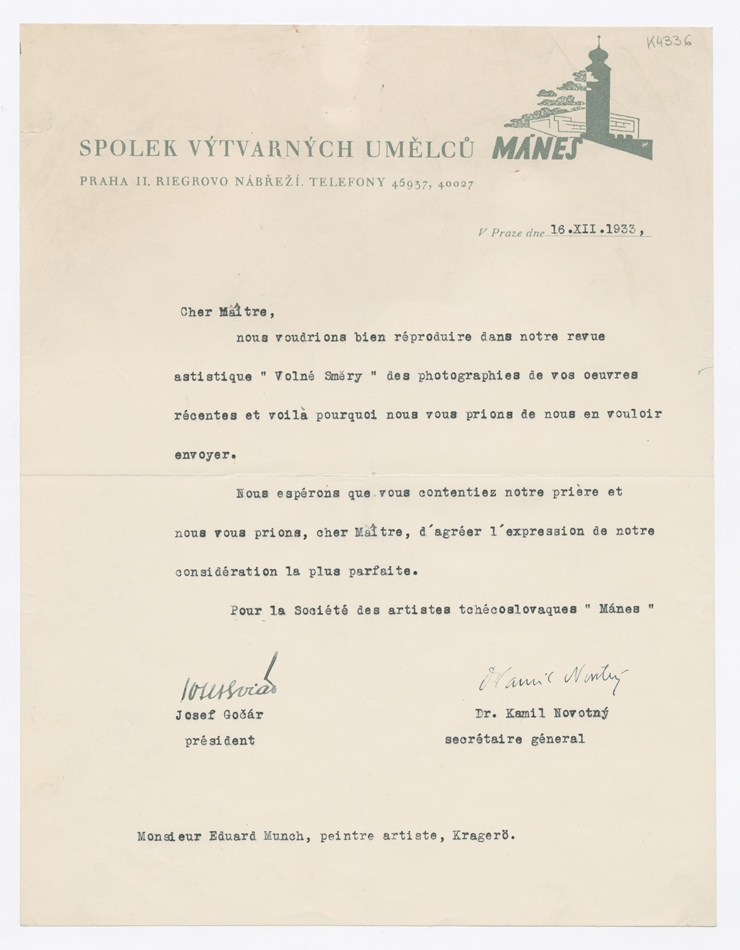 K4336
SPOLEK VÝTVARNÝCH UMĚLCŮ MÁNES
PRAHA II, RIEGROVO NÁBŘEŽÍ. TELEFONY 45937, 40027
V Praze dne 16.XII.1933,
Cher Maître,
nous voudrions bien réproduire dans notre revue
astistique " Volné Směry " des photographies de vos oeuvres
récentes et voilà pourquoi nous vous prions de nous en vouloir
envoyer.
Nous espérons que vous contentiez notre prière et
nous vous prions, cher Maître, d´agréer l´expression de notre
considération la plus parfaite.
Pour la Société des artistes tchécoslovaques " Mánes "
Dr Kamil Novotný
Josef Gočár
Dr. Kamil Novotný
président
secrétaire géneral
Monsieur Eduard Munch, peintre artiste, Kragerö.